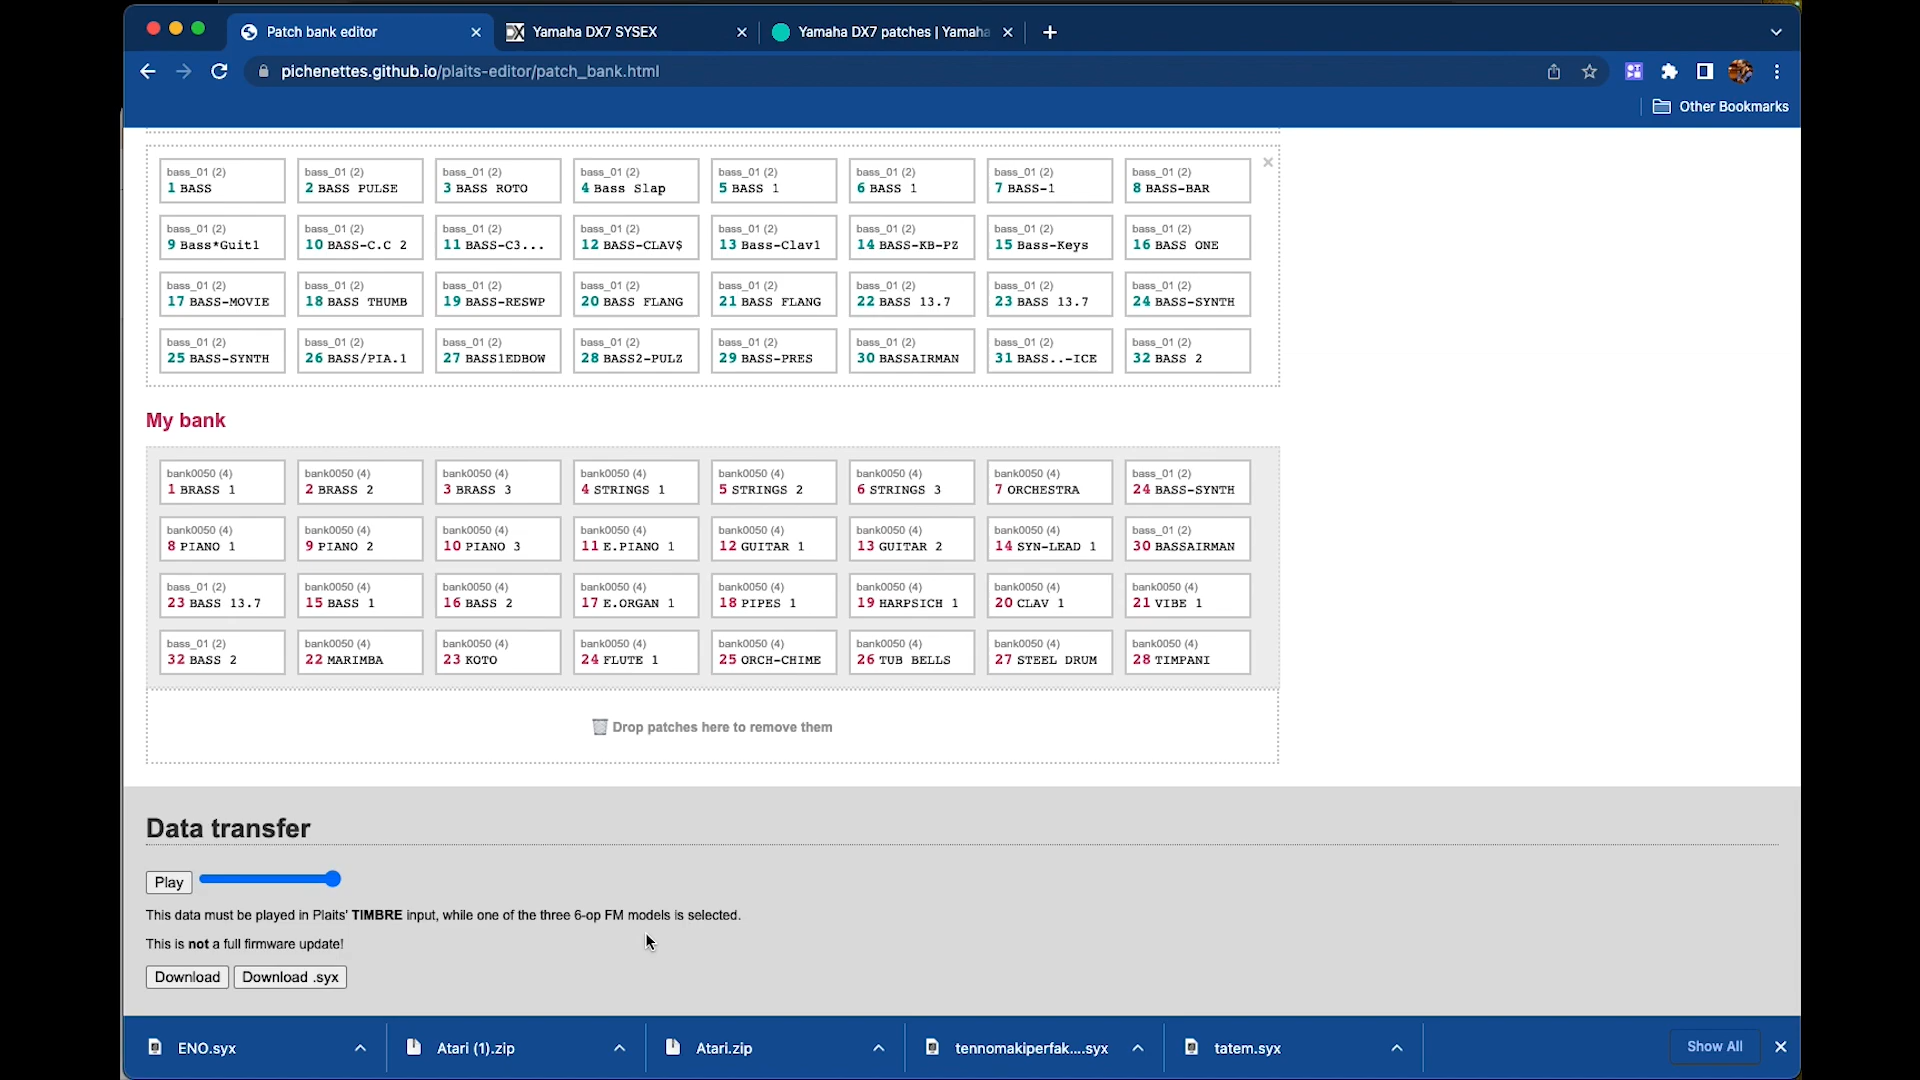 Patch bank editor
Yamaha DX7 SYSEX
Yamaha DX7 patches | Yamaha
pichenettes.github.io/plaits-editor/patch_bank.html
Other Bookmarks
bass_01 (2) bass_01 (2) bass_01 (2) bass_01 (2) bass_01 (2) bass_01 (2) bass_01 (2) bass_01 (2)
1 BASS 2 BASS PULSE 3 BASS ROTO 4 Bass Slap 5 BASS 1 6 BASS 1 7 BASS-1 8 BASS-BAR
bass_01 (2) bass_01 (2) bass_01 (2) bass_01 (2) bass_01 (2) bass_01 (2) bass_01 (2) bass_01 (2)
9 Bass*Guit1 10 BASS-C.C 2 11 BASS-C3... 12 BASS-CLAV$ 13 Bass-Clav1 14 BASS-KB-PZ 15 Bass-Keys 16 BASS ONE
bass_01 (2) bass_01 (2) bass_01 (2) bass_01 (2) bass_01 (2) bass_01 (2) bass_01 (2) bass_01 (2)
17 BASS-MOVIE 18 BASS THUMB 19 BASS-RESWP 20 BASS FLANG 21 BASS FLANG 22 BASS 13.7 23 BASS 13.7 24 BASS-SYNTH
bass_01 (2) bass_01 (2) bass_01 (2) bass_01 (2) bass_01 (2) bass_01 (2) bass_01 (2) bass_01 (2)
25 BASS-SYNTH 26 BASS/PIA.1 27 BASS1EDBOW 28 BASS2-PULZ 29 BASS-PRES 30 BASSAIRMAN 31 BASS..-ICE 32 BASS 2
My bank
bank0050 (4) bank0050 (4) bank0050 (4) bank0050 (4) bank0050 (4) bank0050 (4) bank0050 (4) bass_01 (2)
1 BRASS 1 2 BRASS 2 3 BRASS 3 4 STRINGS 1 5 STRINGS 2 6 STRINGS 3 7 ORCHESTRA 24 BASS-SYNTH
bank0050 (4) bank0050 (4) bank0050 (4) bank0050 (4) bank0050 (4) bank0050 (4) bank0050 (4) bass_01 (2)
8 PIANO 1 9 PIANO 2 10 PIANO 3 11 E.PIANO 1 12 GUITAR 1 13 GUITAR 2 14 SYN-LEAD 1 30 BASSAIRMAN
bass_01 (2) bank0050 (4) bank0050 (4) bank0050 (4) bank0050 (4) bank0050 (4) bank0050 (4) bank0050 (4)
23 BASS 13.7 15 BASS 1 16 BASS 2 17 E.ORGAN 1 18 PIPES 1 19 HARPSICH 1 20 CLAV 1 21 VIBE 1
bass_01 (2) bank0050 (4) bank0050 (4) bank0050 (4) bank0050 (4) bank0050 (4) bank0050 (4) bank0050 (4)
32 BASS 2 22 MARIMBA 23 KOTO 24 FLUTE 1 25 ORCH-CHIME 26 TUB BELLS 27 STEEL DRUM 28 TIMPANI
Drop patches here to remove them
Data transfer
Play
This data must be played in Plaits' TIMBRE input, while one of the three 6-op FM models is selected.
This is not a full firmware update!
Download Download .syx
ENO.syx Atari (1).zip Atari.zip tennomakiperfak....syx tatem.syx Show All